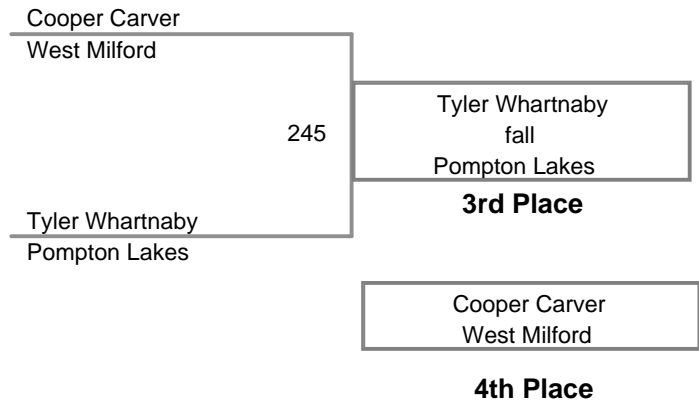 Cooper Carver
West Milford
Tyler Whartnaby
245
fall
Pompton Lakes
3rd Place
Tyler Whartnaby
Pompton Lakes
Cooper Carver
West Milford
4th Place